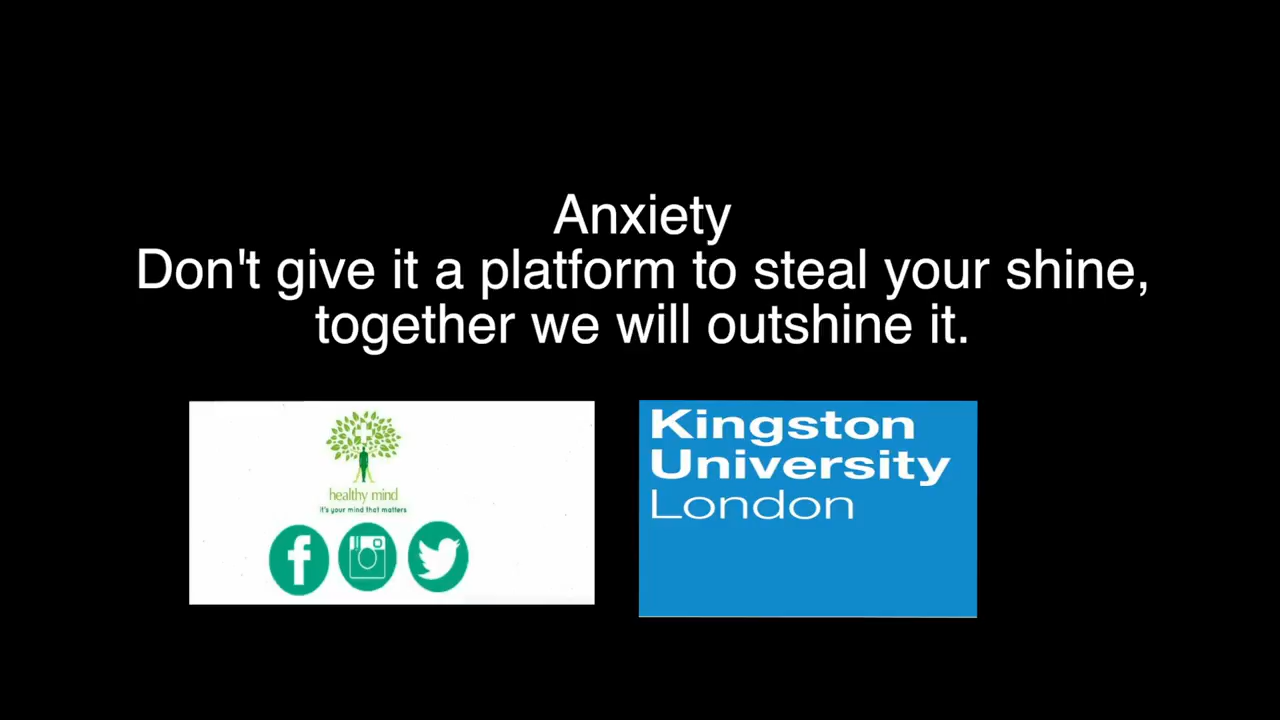 Anxiety
Don't give it a platform to steal your shine,
together we will outshine it.
healthy mind
it's your mind that matters
Kingston
University
London